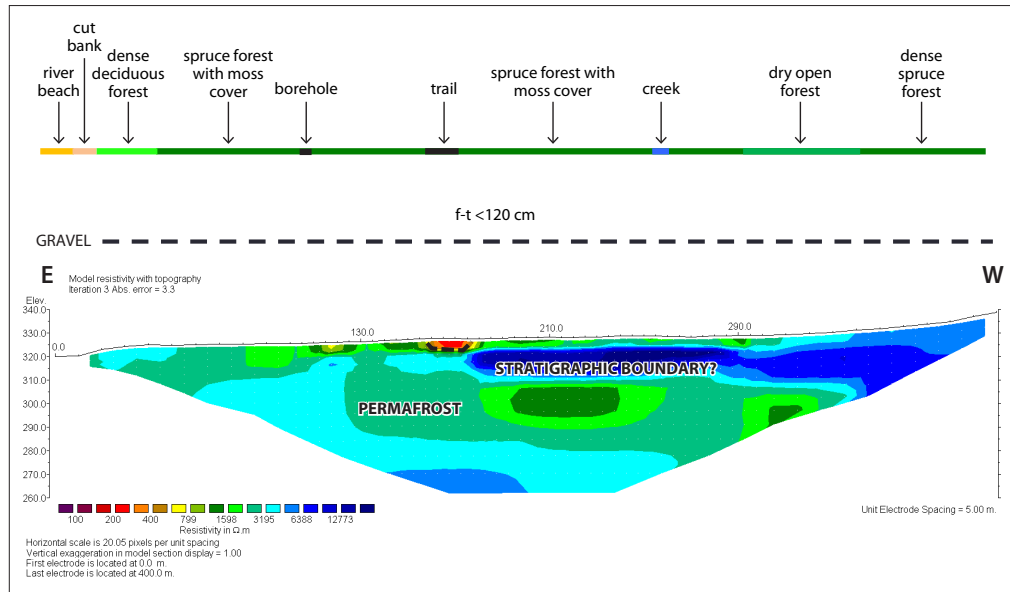 cut
bank
river
beach
dense
deciduous
forest
spruce forest
with moss
cover
borehole
trail
spruce forest with
moss cover
creek
dry open
forest
dense
spruce
forest
f-t <120 cm
GRAVEL
E
W
Model resistivity with topography
Iteration 3 Abs. error = 3.3
Elev.
340.0
330.0
320.0
310.0
300.0
290.0
280.0
270.0
260.0
0.0
130.0
210.0
290.0
STRATIGRAPHIC BOUNDARY?
PERMAFROST
100 200 400 799 1598 3195 6388 12773
Resistivity in Ω.m
Unit Electrode Spacing = 5.00 m.
Horizontal scale is 20.05 pixels per unit spacing
Vertical exaggeration in model section display = 1.00
First electrode is located at 0.0 m.
Last electrode is located at 400.0 m.